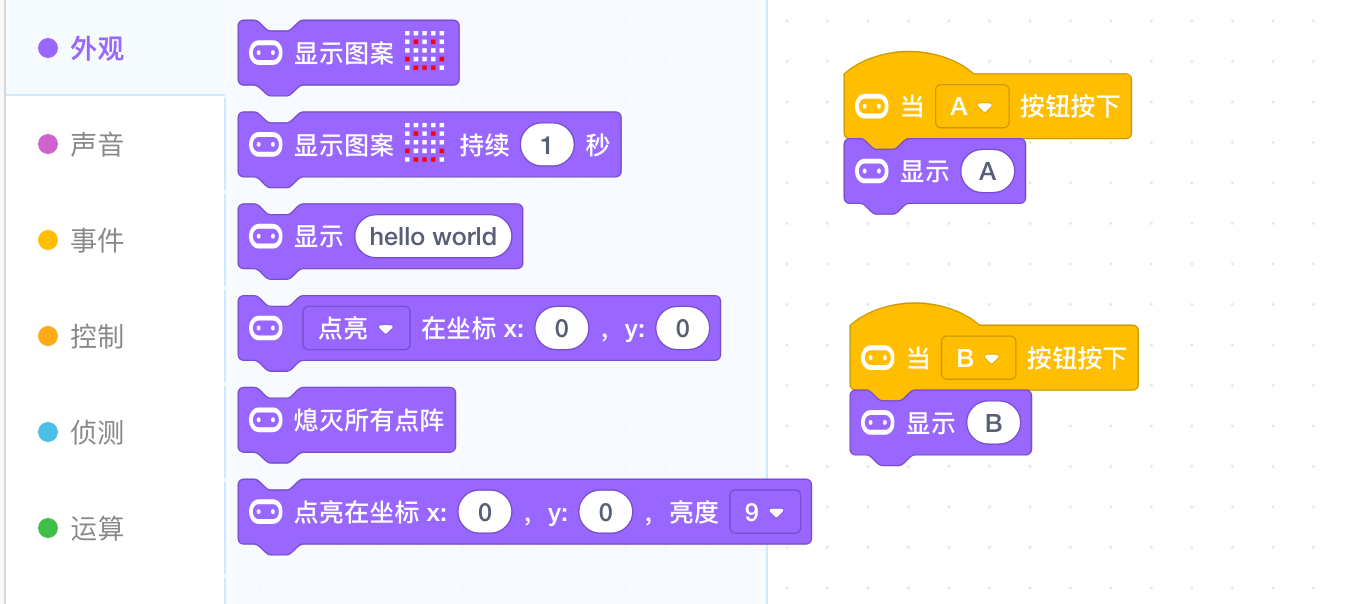 外观
声音
事件
控制
侦测
运算
显示图案
显示图案 持续 1 秒
显示 hello world
点亮 在坐标 x: 0 , y: 0
熄灭所有点阵
点亮在坐标 x: 0 , y: 0 , 亮度 9
当 A 按钮按下
显示 A
当 B 按钮按下
显示 B